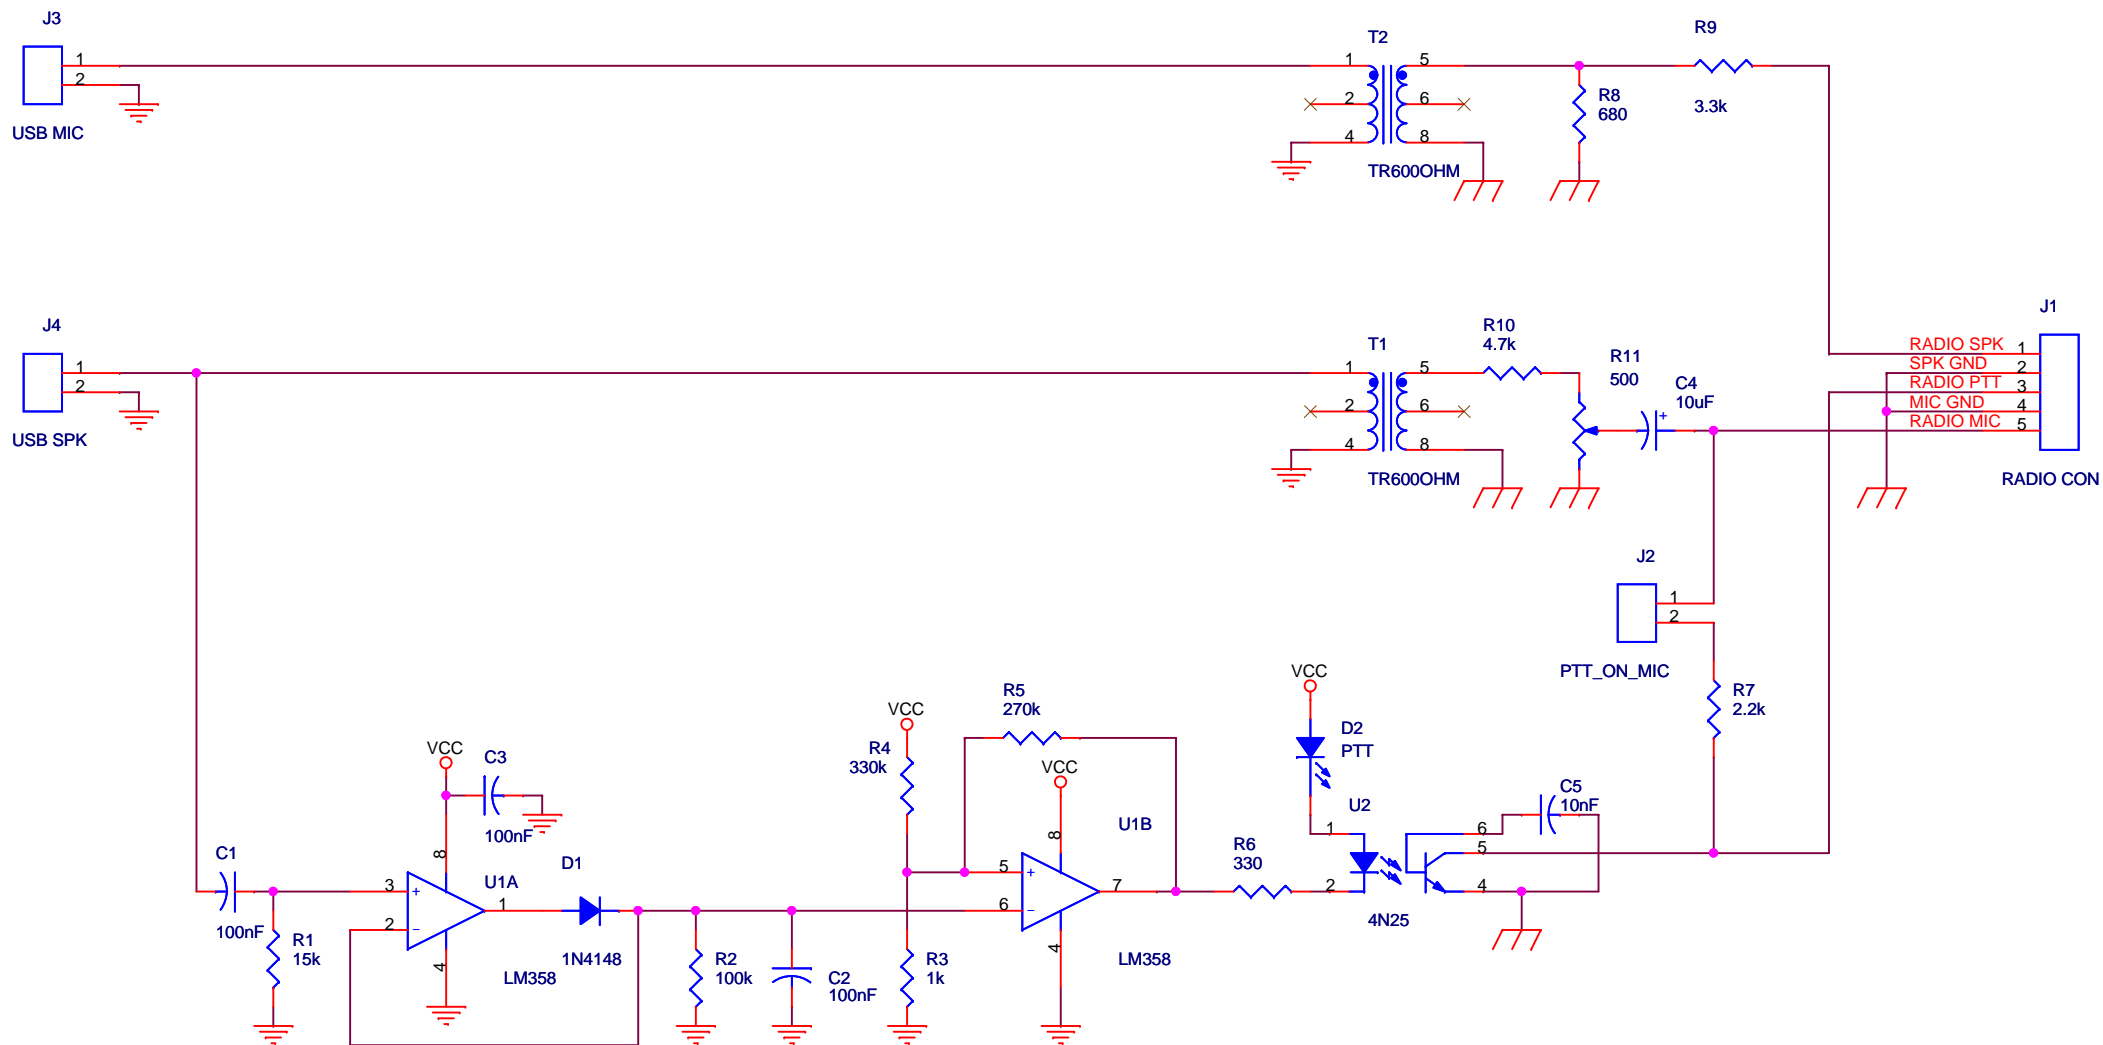 J3
1
2
USB MIC
T2
1
2
4
5
6
8
TR600OHM
R8
680
R9
3.3k
J4
1
2
USB SPK
T1
1
2
4
5
6
8
TR600OHM
R10
4.7k
R11
500
C4
10uF
+
J1
RADIO SPK 1
SPK GND 2
RADIO PTT 3
MIC GND 4
RADIO MIC 5
RADIO CON
J2
1
2
PTT_ON_MIC
R7
2.2k
C1
100nF
R1
15k
VCC
C3
100nF
8
3
+
2
−
1
4
U1A
LM358
D1
1N4148
R2
100k
C2
100nF
VCC
R4
330k
R3
1k
R5
270k
VCC
8
5
+
6
−
7
4
U1B
LM358
R6
330
VCC
D2
PTT
U2
1
2
6
5
4
4N25
C5
10nF